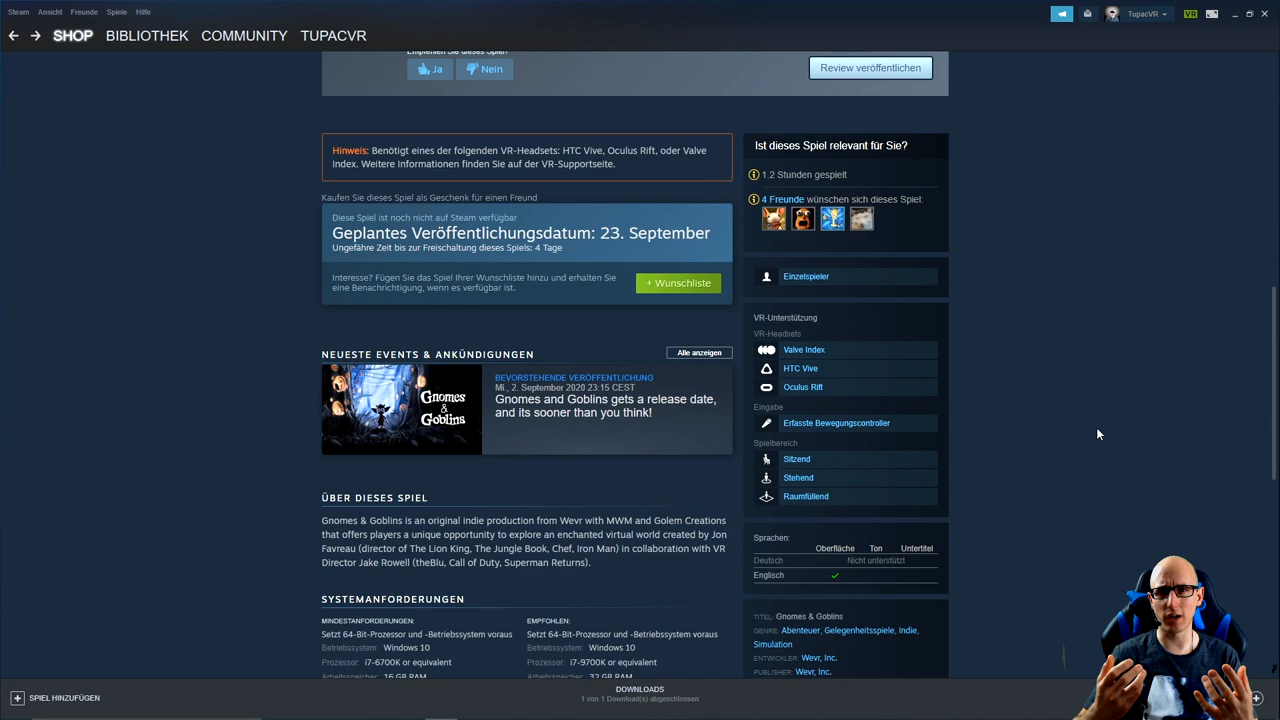 Steam Ansicht Freunde Spiele Hilfe
TupacVR
VR
SHOP BIBLIOTHEK COMMUNITY TUPACVR
Empfehlen Sie dieses Spiel?
Ja Nein
Review veröffentlichen
Hinweis: Benötigt eines der folgenden VR-Headsets: HTC Vive, Oculus Rift, oder Valve
Index. Weitere Informationen finden Sie auf der VR-Supportseite.
Kaufen Sie dieses Spiel als Geschenk für einen Freund
Diese Spiel ist noch nicht auf Steam verfügbar
Geplantes Veröffentlichungsdatum: 23. September
Ungefähre Zeit bis zur Freischaltung dieses Spiels: 4 Tage
Interesse? Fügen Sie das Spiel Ihrer Wunschliste hinzu und erhalten Sie
eine Benachrichtigung, wenn es verfügbar ist.
+ Wunschliste
NEUESTE EVENTS & ANKÜNDIGUNGEN
Alle anzeigen
Gnomes
&
Goblins
BEVORSTEHENDE VERÖFFENTLICHUNG
Mi., 2. September 2020 23:15 CEST
Gnomes and Goblins gets a release date,
and its sooner than you think!
ÜBER DIESES SPIEL
Gnomes & Goblins is an original indie production from Wevr with MWM and Golem Creations
that offers players a unique opportunity to explore an enchanted virtual world created by Jon
Favreau (director of The Lion King, The Jungle Book, Chef, Iron Man) in collaboration with VR
Director Jake Rowell (theBlu, Call of Duty, Superman Returns).
SYSTEMANFORDERUNGEN
MINDESTANFORDERUNGEN:
Setzt 64-Bit-Prozessor und -Betriebssystem voraus
Betriebssystem: Windows 10
Prozessor: i7-6700K or equivalent
Arbeitsspeicher: 16 GB RAM
EMPFOHLEN:
Setzt 64-Bit-Prozessor und -Betriebssystem voraus
Betriebssystem: Windows 10
Prozessor: i7-9700K or equivalent
Arbeitsspeicher: 32 GB RAM
Ist dieses Spiel relevant für Sie?
1.2 Stunden gespielt
4 Freunde wünschen sich dieses Spiel:
Einzelspieler
VR-Unterstützung
VR-Headsets
Valve Index
HTC Vive
Oculus Rift
Eingabe
Erfasste Bewegungscontroller
Spielbereich
Sitzend
Stehend
Raumfüllend
Sprachen:
Oberfläche Ton Untertitel
Deutsch Nicht unterstützt
Englisch ✓
TITEL: Gnomes & Goblins
GENRE: Abenteuer, Gelegenheitsspiele, Indie,
Simulation
ENTWICKLER: Wevr, Inc.
PUBLISHER: Wevr, Inc.
SPIEL HINZUFÜGEN
DOWNLOADS
1 von 1 Download(s) abgeschlossen